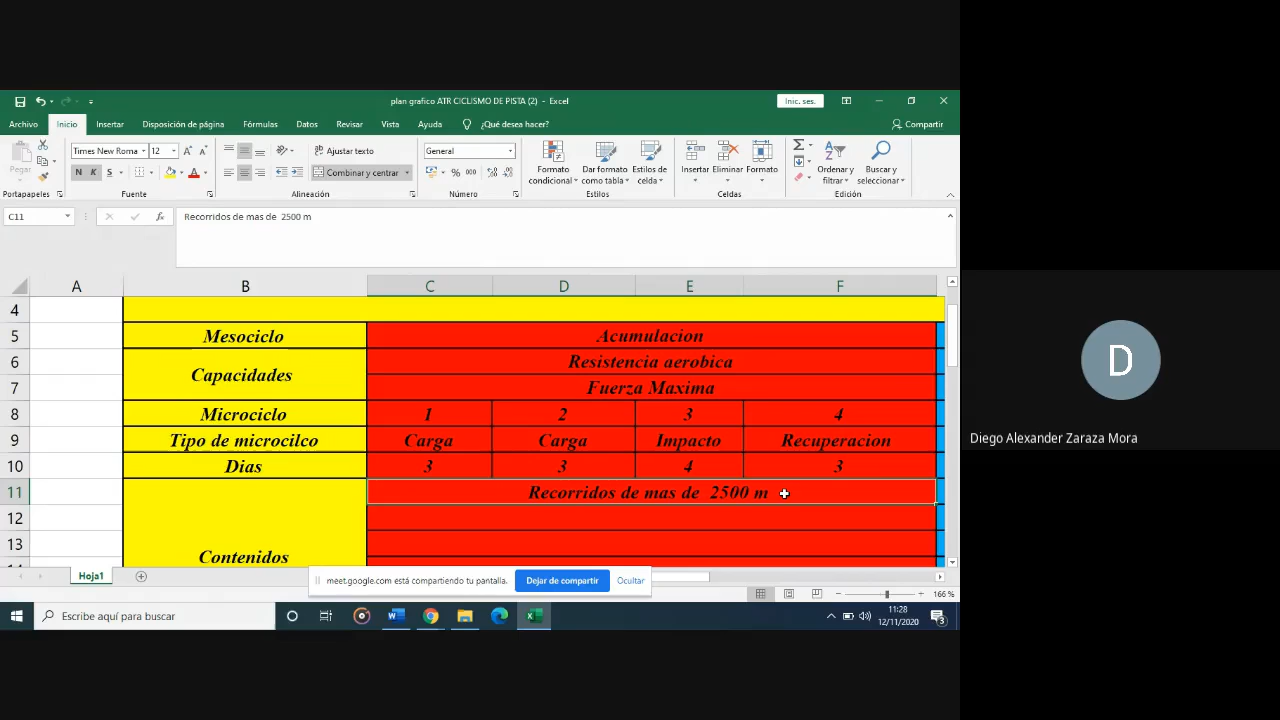 plan grafico ATR CICLISMO DE PISTA (2) - Excel
Inic. ses.
Archivo Inicio Insertar Disposición de página Fórmulas Datos Revisar Vista Ayuda ¿Qué desea hacer? Compartir
Pegar
Times New Roma 12
N K S
Ajustar texto
Combinar y centrar
General
% 000
Formato condicional
Dar formato como tabla
Estilos de celda
Insertar Eliminar Formato
Ordenar y filtrar
Buscar y seleccionar
Portapapeles Fuente Alineación Número Estilos Celdas Edición
C11 fx Recorridos de mas de  2500 m
A B C D E F
4
5 Mesociclo Acumulacion
6 Resistencia aerobica
Capacidades
7 Fuerza Maxima
8 Microciclo 1 2 3 4
9 Tipo de microcilco Carga Carga Impacto Recuperacion
10 Dias 3 3 4 3
11 Recorridos de mas de  2500 m
12
13
Contenidos
Hoja1
meet.google.com está compartiendo tu pantalla. Dejar de compartir Ocultar
166 %
Escribe aquí para buscar
11:28
12/11/2020
3
D
Diego Alexander Zaraza Mora